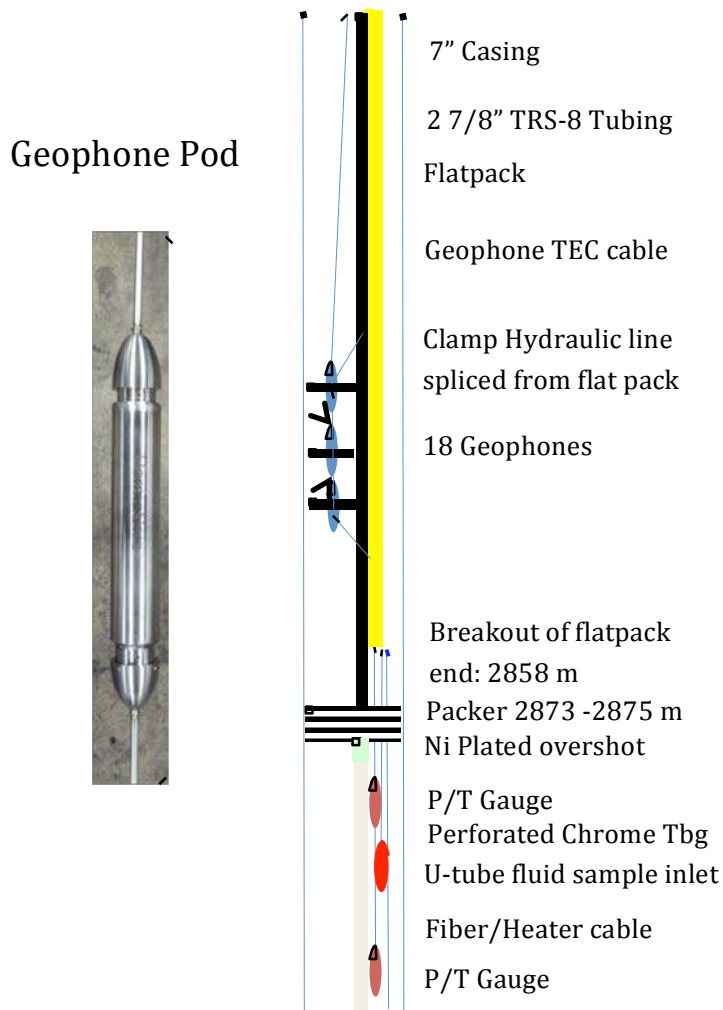 Geophone Pod
7” Casing
2 7/8” TRS-8 Tubing
Flatpack
Geophone TEC cable
Clamp Hydraulic line
spliced from flat pack
18 Geophones
Breakout of flatpack
end: 2858 m
Packer 2873 -2875 m
Ni Plated overshot
P/T Gauge
Perforated Chrome Tbg
U-tube fluid sample inlet
Fiber/Heater cable
P/T Gauge